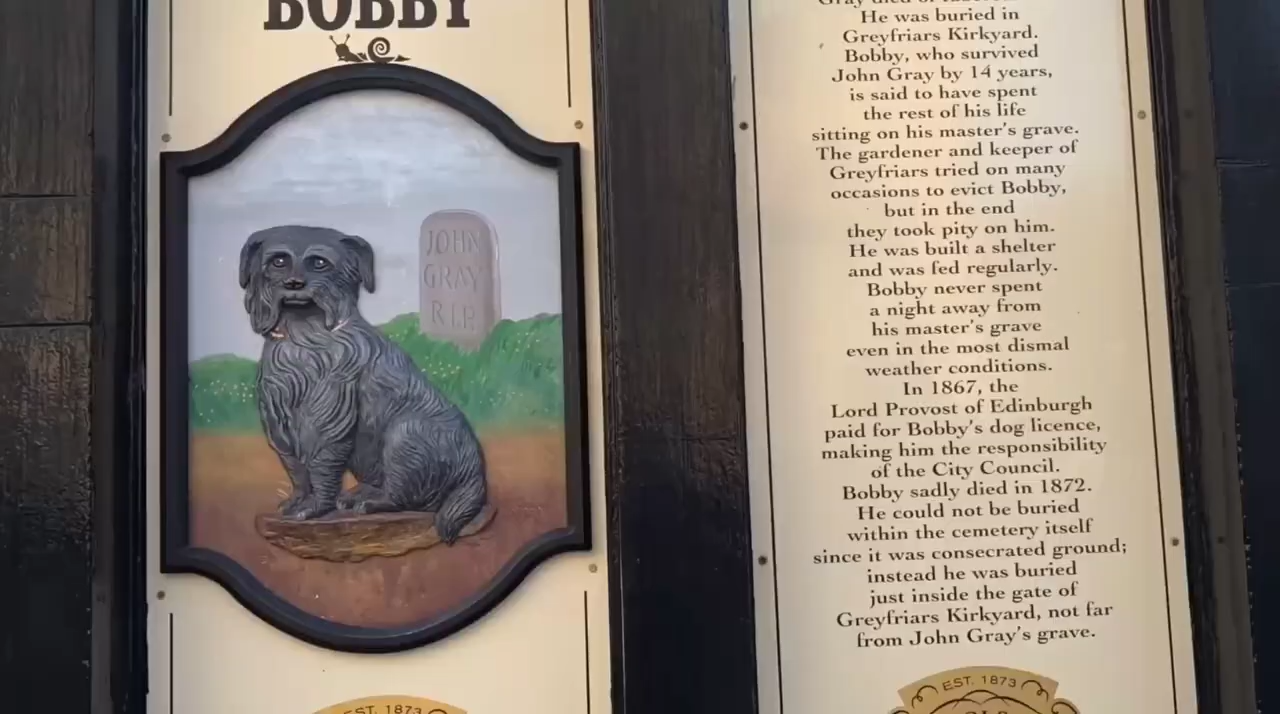 BOBBY
JOHN
GRAY
R.I.P.
EST. 1873
Gray died of
He was buried in
Greyfriars Kirkyard.
Bobby, who survived
John Gray by 14 years,
is said to have spent
the rest of his life
sitting on his master's grave.
The gardener and keeper of
Greyfriars tried on many
occasions to evict Bobby,
but in the end
they took pity on him.
He was built a shelter
and was fed regularly.
Bobby never spent
a night away from
his master's grave
even in the most dismal
weather conditions.
In 1867, the
Lord Provost of Edinburgh
paid for Bobby's dog licence,
making him the responsibility
of the City Council.
Bobby sadly died in 1872.
He could not be buried
within the cemetery itself
since it was consecrated ground;
instead he was buried
just inside the gate of
Greyfriars Kirkyard, not far
from John Gray's grave.
EST. 1873